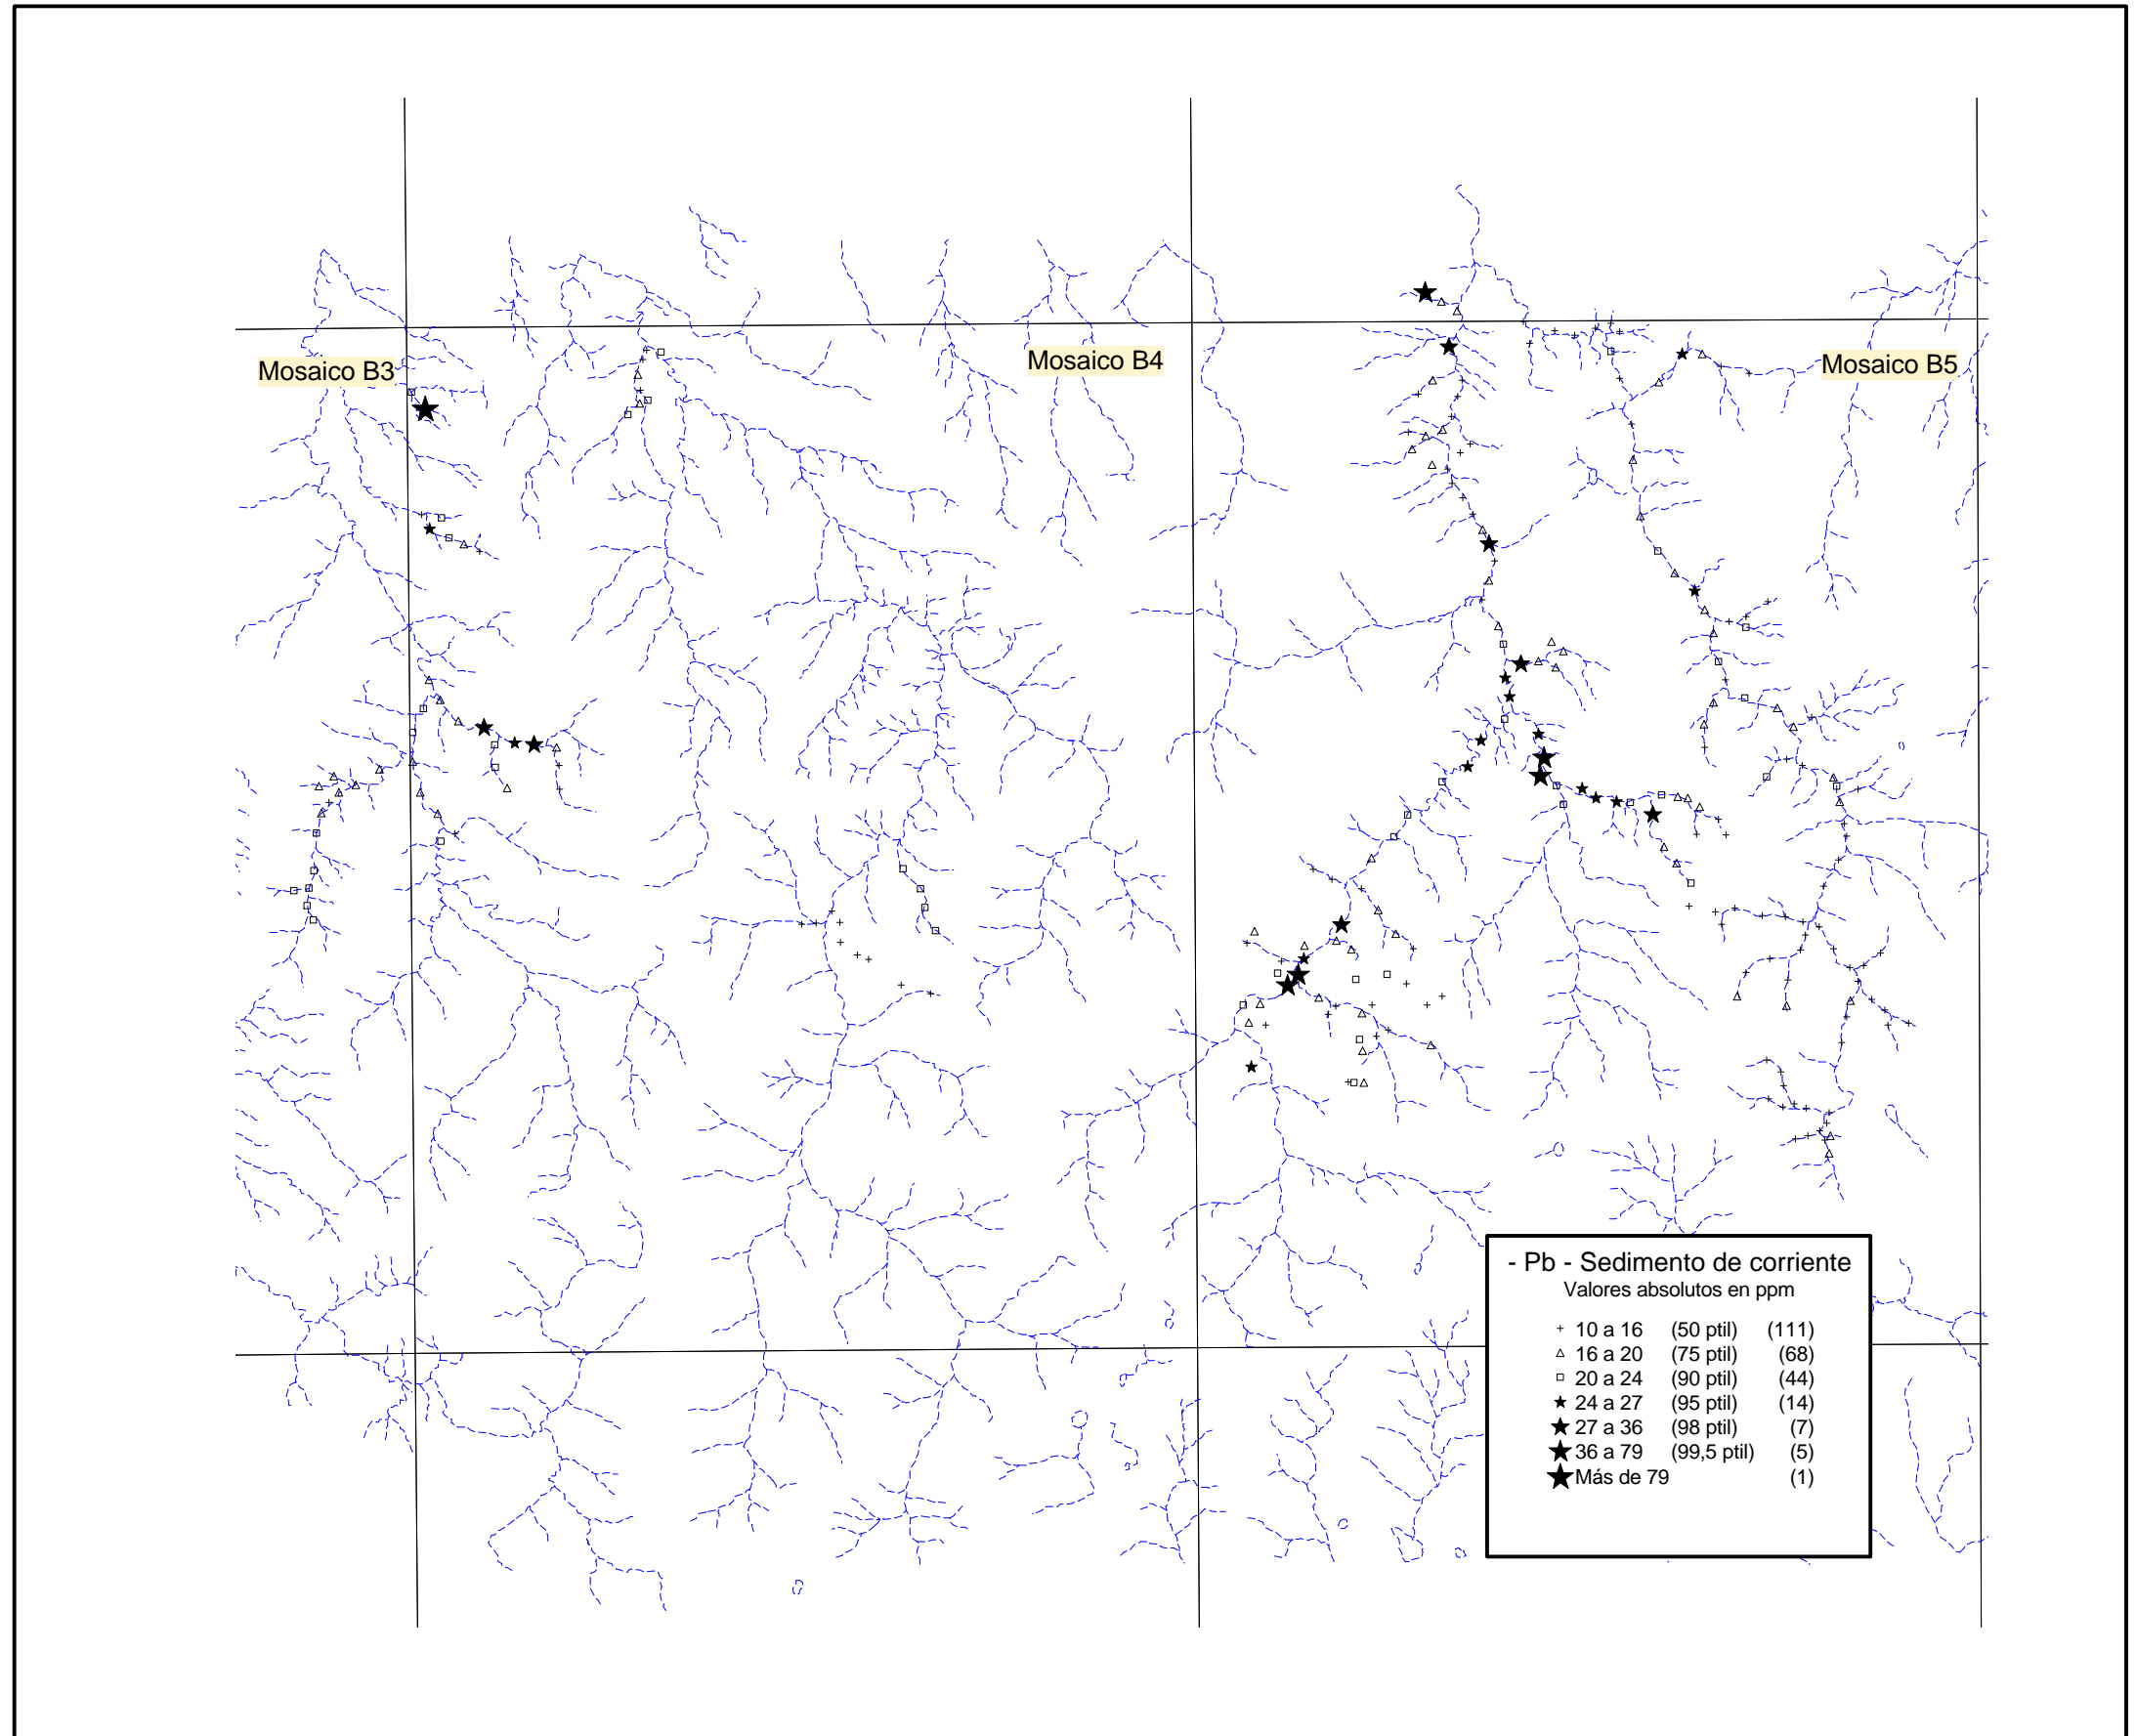 Mosaico B3
Mosaico B4
Mosaico B5
- Pb - Sedimento de corriente
Valores absolutos en ppm
10 a 16 (50 ptil) (111)
16 a 20 (75 ptil) (68)
20 a 24 (90 ptil) (44)
24 a 27 (95 ptil) (14)
27 a 36 (98 ptil) (7)
36 a 79 (99,5 ptil) (5)
Más de 79 (1)